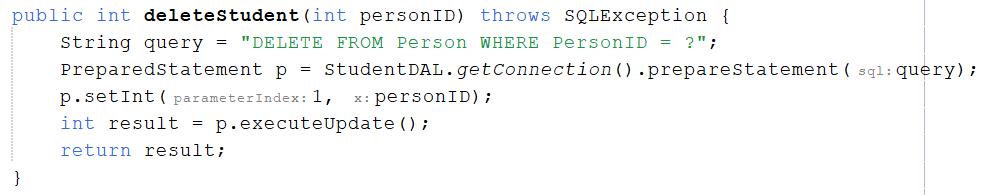 public int deleteStudent(int personID) throws SQLException {
    String query = "DELETE FROM Person WHERE PersonID = ?";
    PreparedStatement p = StudentDAL.getConnection().prepareStatement( sql: query);
    p.setInt( parameterIndex: 1,  x: personID);
    int result = p.executeUpdate();
    return result;
}